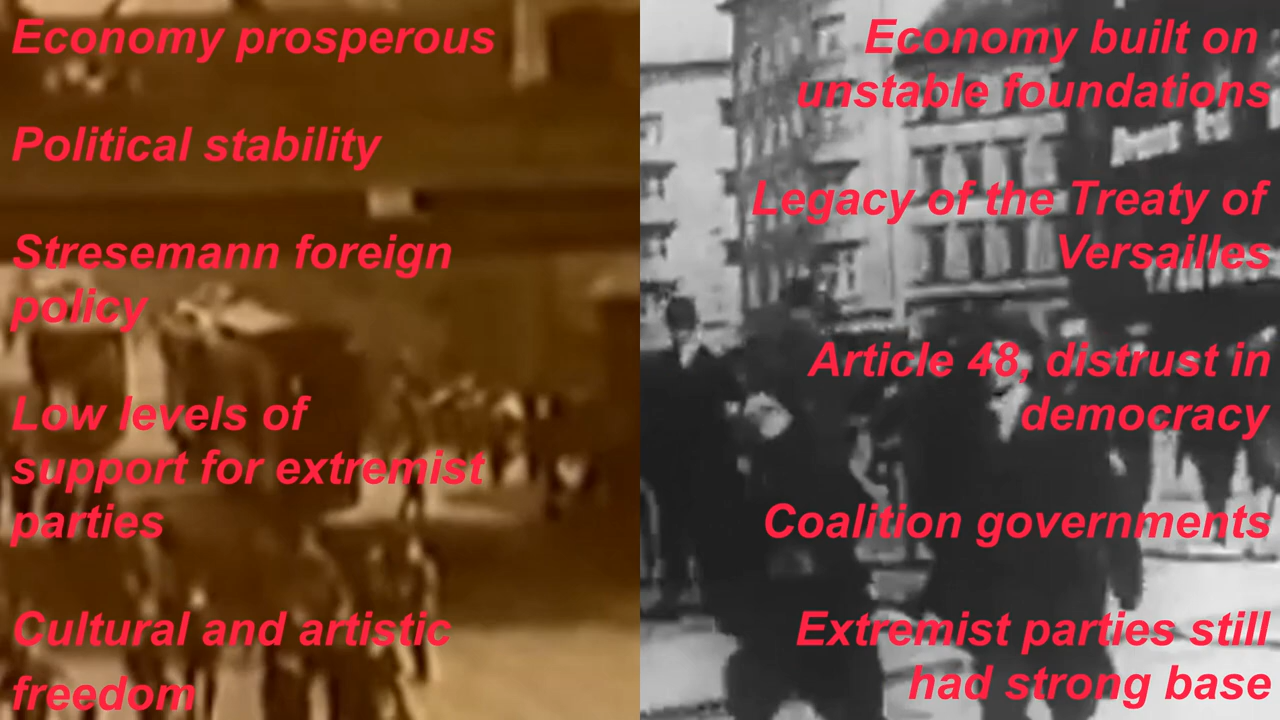 Economy prosperous
Political stability
Stresemann foreign
policy
Low levels of
support for extremist
parties
Cultural and artistic
freedom
Economy built on
unstable foundations
Legacy of the Treaty of
Versailles
Article 48, distrust in
democracy
Coalition governments
Extremist parties still
had strong base